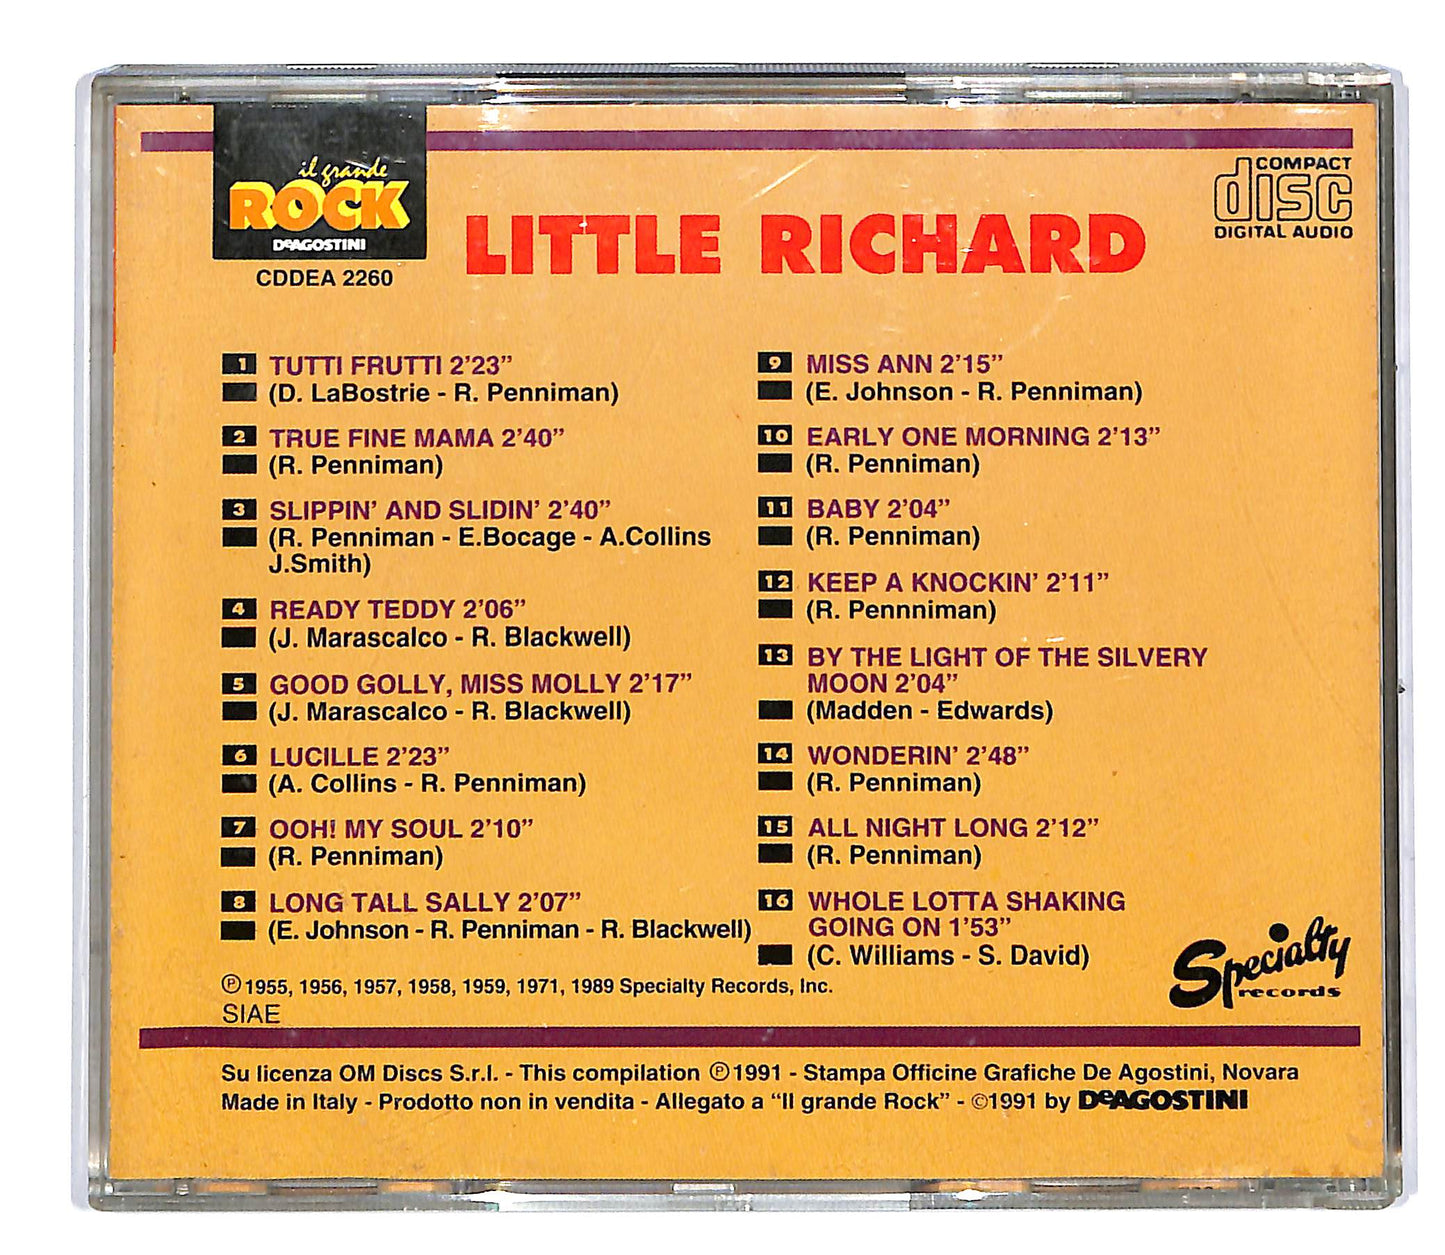 il grande
ROCK
DeAGOSTINI
CDDEA 2260
LITTLE RICHARD
COMPACT
disc
DIGITAL AUDIO
1 TUTTI FRUTTI 2'23”
(D. LaBostrie - R. Penniman)
2 TRUE FINE MAMA 2'40”
(R. Penniman)
3 SLIPPIN' AND SLIDIN' 2'40”
(R. Penniman - E.Bocage - A.Collins
J.Smith)
4 READY TEDDY 2'06”
(J. Marascalco - R. Blackwell)
5 GOOD GOLLY, MISS MOLLY 2'17”
(J. Marascalco - R. Blackwell)
6 LUCILLE 2'23”
(A. Collins - R. Penniman)
7 OOH! MY SOUL 2'10”
(R. Penniman)
8 LONG TALL SALLY 2'07”
(E. Johnson - R. Penniman - R. Blackwell)
9 MISS ANN 2'15”
(E. Johnson - R. Penniman)
10 EARLY ONE MORNING 2'13”
(R. Penniman)
11 BABY 2'04”
(R. Penniman)
12 KEEP A KNOCKIN' 2'11”
(R. Pennniman)
13 BY THE LIGHT OF THE SILVERY
MOON 2'04”
(Madden - Edwards)
14 WONDERIN' 2'48”
(R. Penniman)
15 ALL NIGHT LONG 2'12”
(R. Penniman)
16 WHOLE LOTTA SHAKING
GOING ON 1'53”
(C. Williams - S. David)
℗ 1955, 1956, 1957, 1958, 1959, 1971, 1989 Specialty Records, Inc.
SIAE
Specialty
records
Su licenza OM Discs S.r.l. - This compilation ℗ 1991 - Stampa Officine Grafiche De Agostini, Novara
Made in Italy - Prodotto non in vendita - Allegato a “Il grande Rock” - ©1991 by DeAGOSTINI